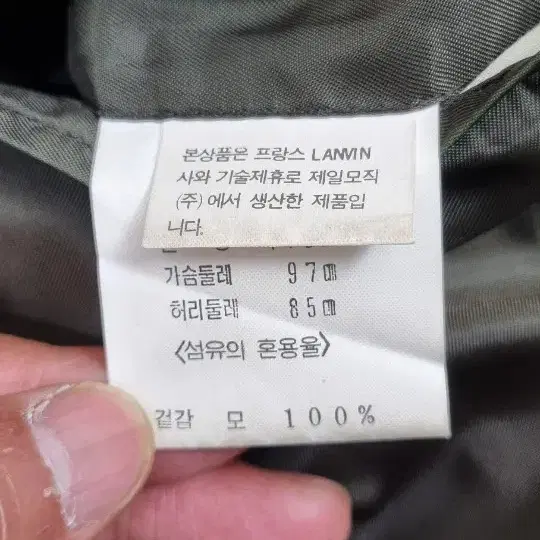 본상품은 프랑스 LANVIN
사와 기술제휴로 제일모직
(주)에서 생산한 제품입
니다.
가슴둘레 97㎝
허리둘레 85㎝
〈섬유의 혼용율〉
겉감 모 100%